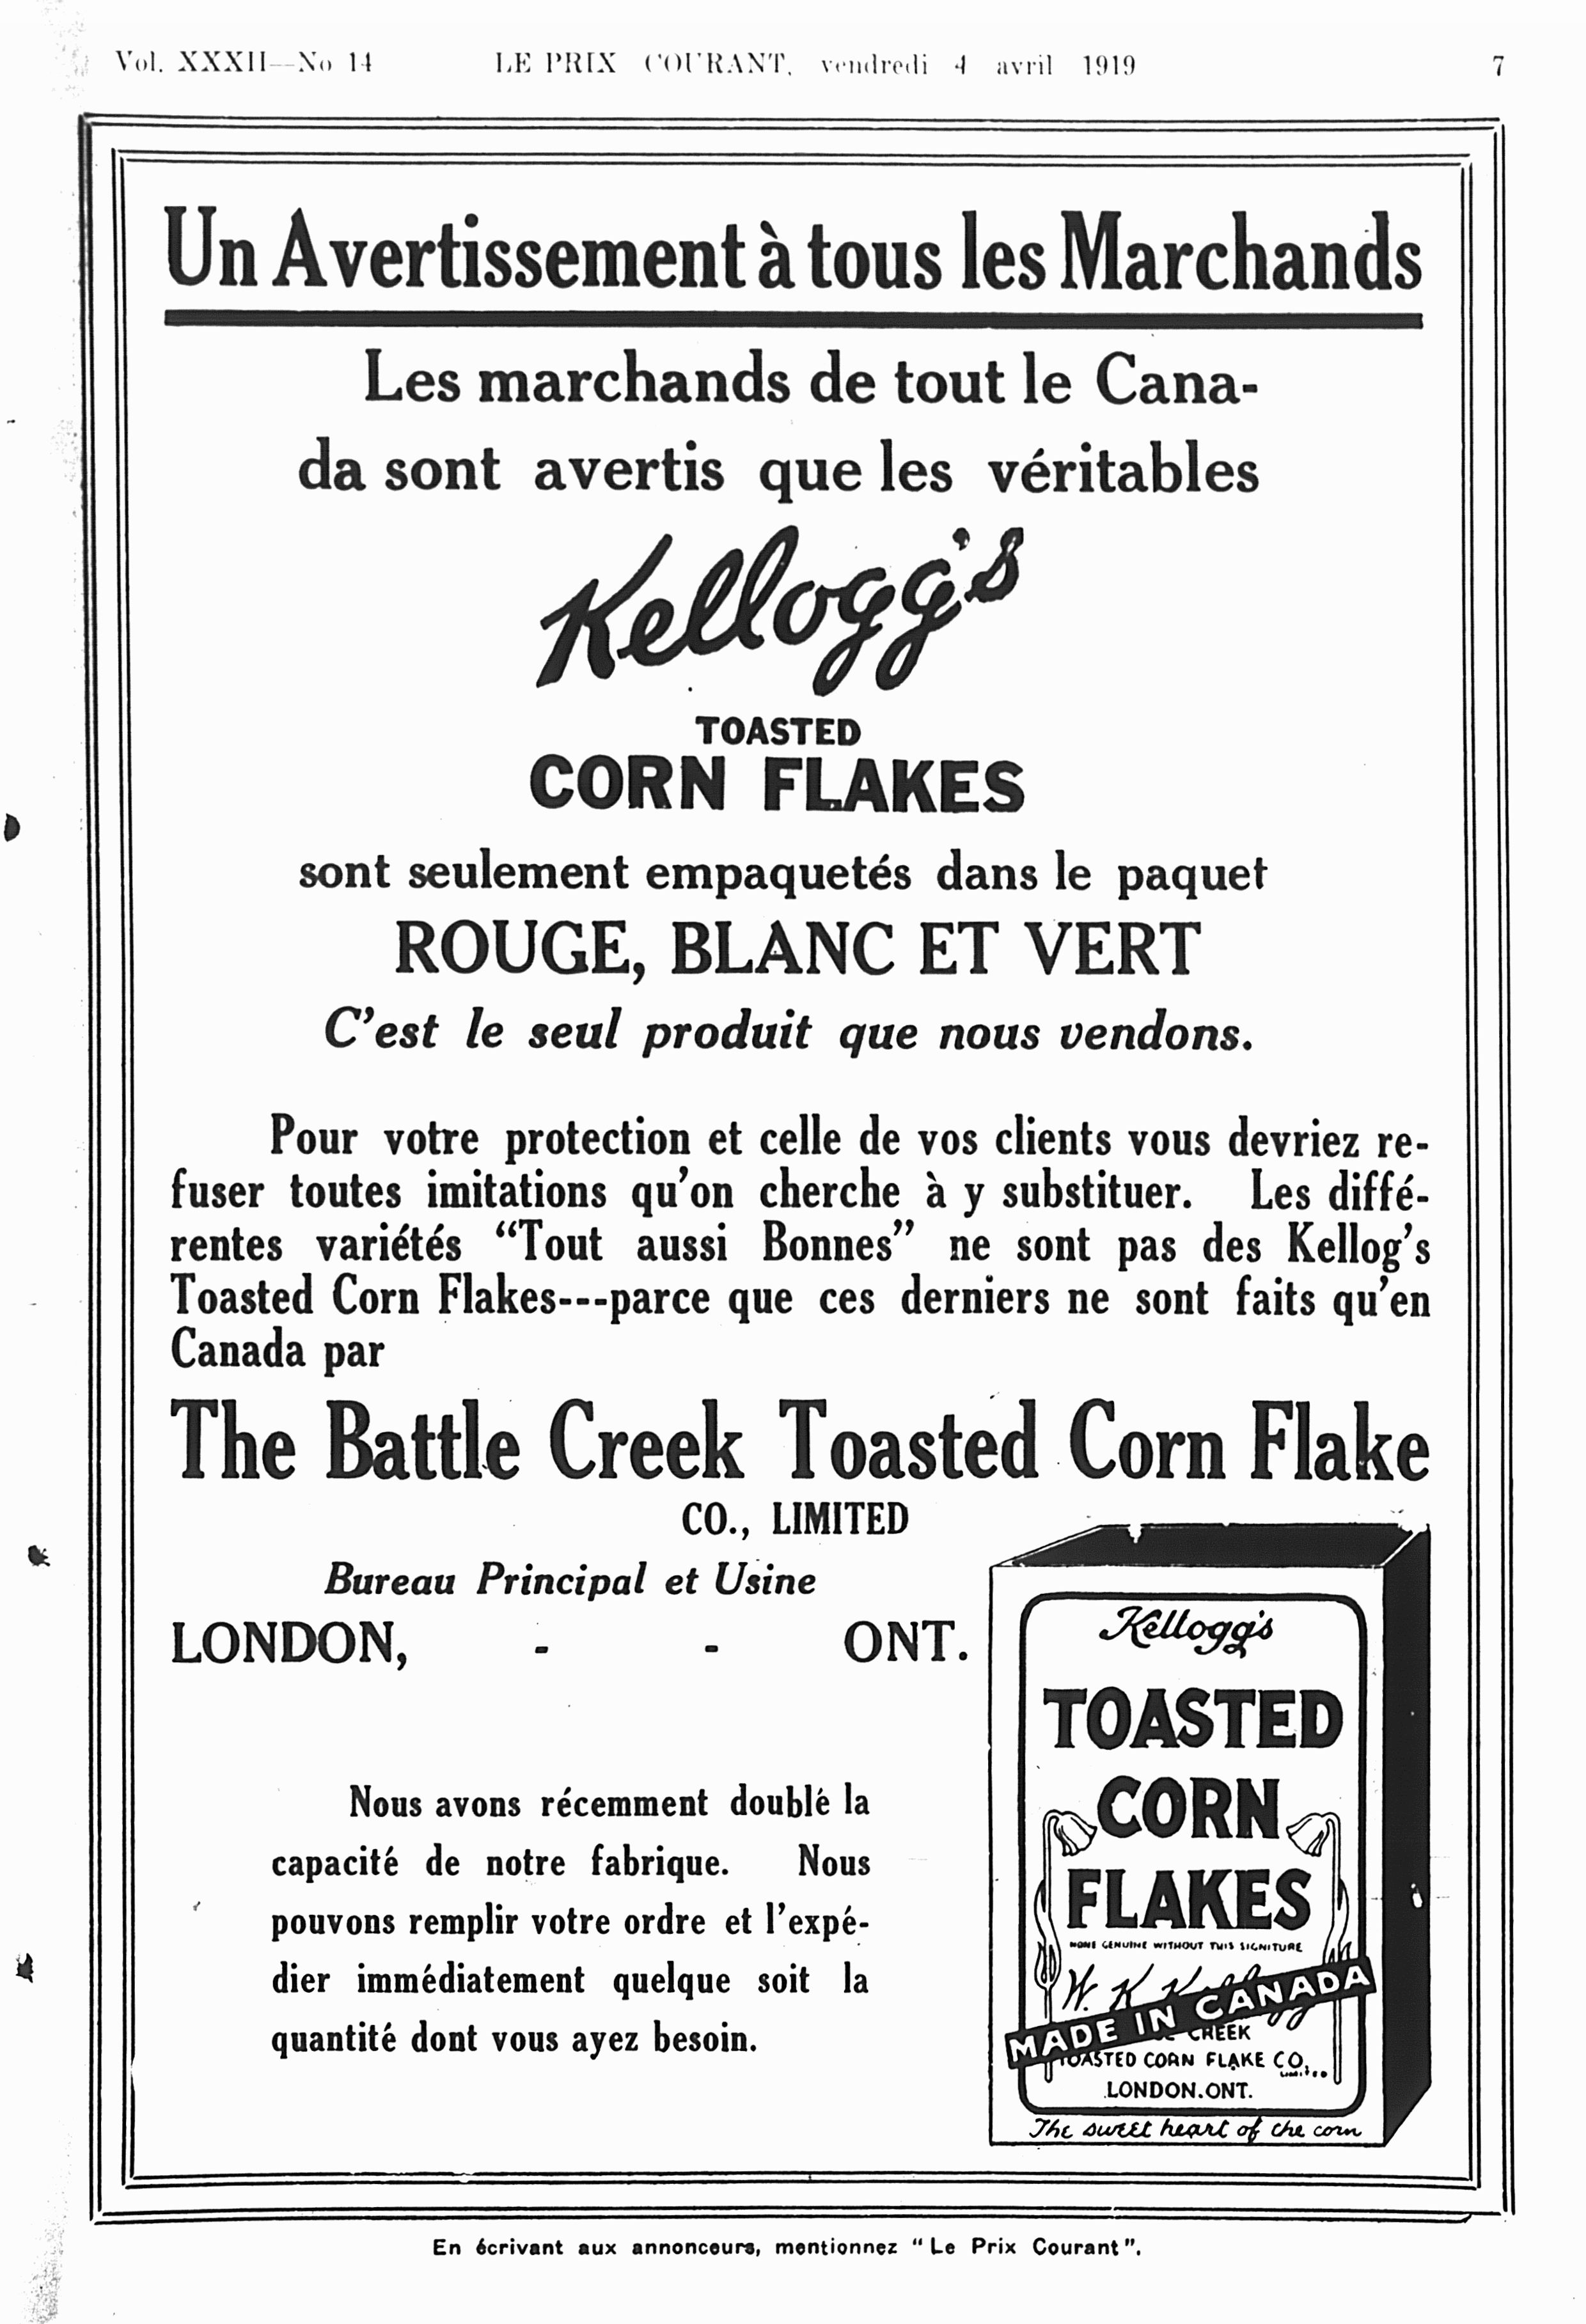 Vol. XXXII—No 14 LE PRIX COURANT, vendredi 4 avril 1919 7
Un Avertissement à tous les Marchands
Les marchands de tout le Cana-
da sont avertis que les véritables
Kellogg's
TOASTED
CORN FLAKES
sont seulement empaquetés dans le paquet
ROUGE, BLANC ET VERT
C'est le seul produit que nous vendons.
Pour votre protection et celle de vos clients vous devriez re-
fuser toutes imitations qu'on cherche à y substituer. Les diffé-
rentes variétés "Tout aussi Bonnes" ne sont pas des Kellog's
Toasted Corn Flakes---parce que ces derniers ne sont faits qu'en
Canada par
The Battle Creek Toasted Corn Flake
CO., LIMITED
Bureau Principal et Usine
LONDON, - - ONT.
Nous avons récemment doublé la
capacité de notre fabrique. Nous
pouvons remplir votre ordre et l'expé-
dier immédiatement quelque soit la
quantité dont vous ayez besoin.
Kellogg's
TOASTED
CORN
FLAKES
NONE GENUINE WITHOUT THIS SIGNITURE
W. K. Kellogg
MADE IN CANADA
CREEK
TOASTED CORN FLAKE CO. LIMITED
LONDON.ONT.
The sweet heart of the corn
En écrivant aux annonceurs, mentionnez "Le Prix Courant".